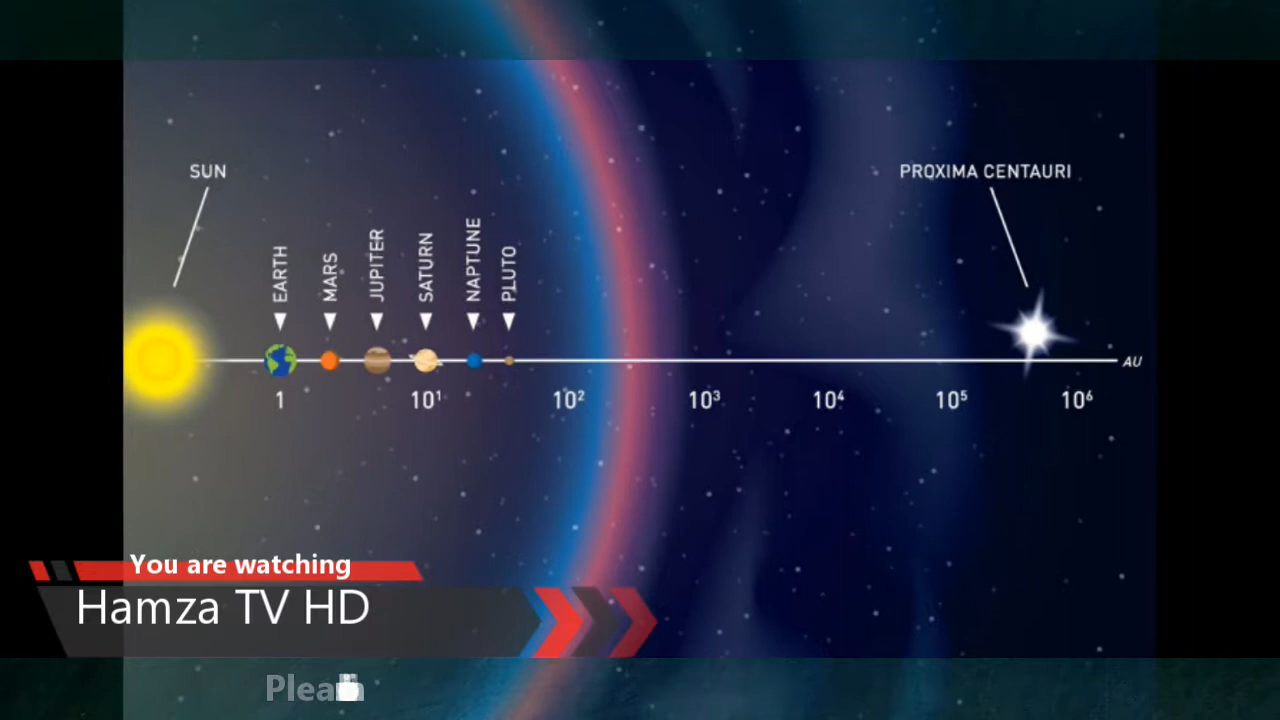 SUN
PROXIMA CENTAURI
EARTH
MARS
JUPITER
SATURN
NAPTUNE
PLUTO
AU
1 10¹ 10² 10³ 10⁴ 10⁵ 10⁶
You are watching
Hamza TV HD